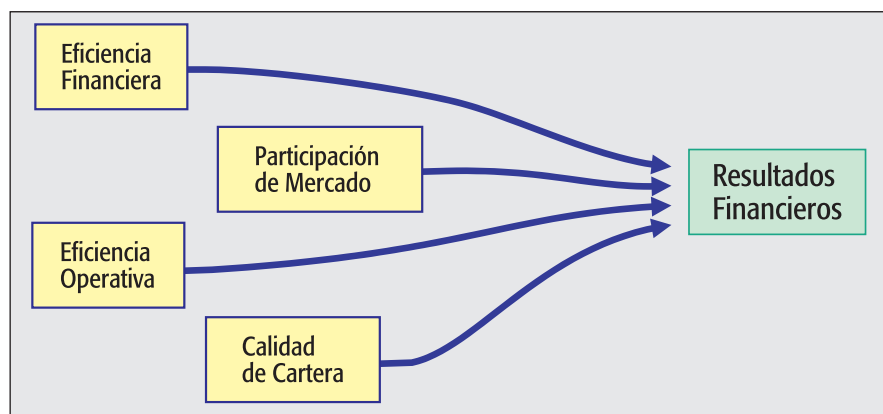 Eficiencia
Financiera
Participación
de Mercado
Resultados
Financieros
Eficiencia
Operativa
Calidad
de Cartera